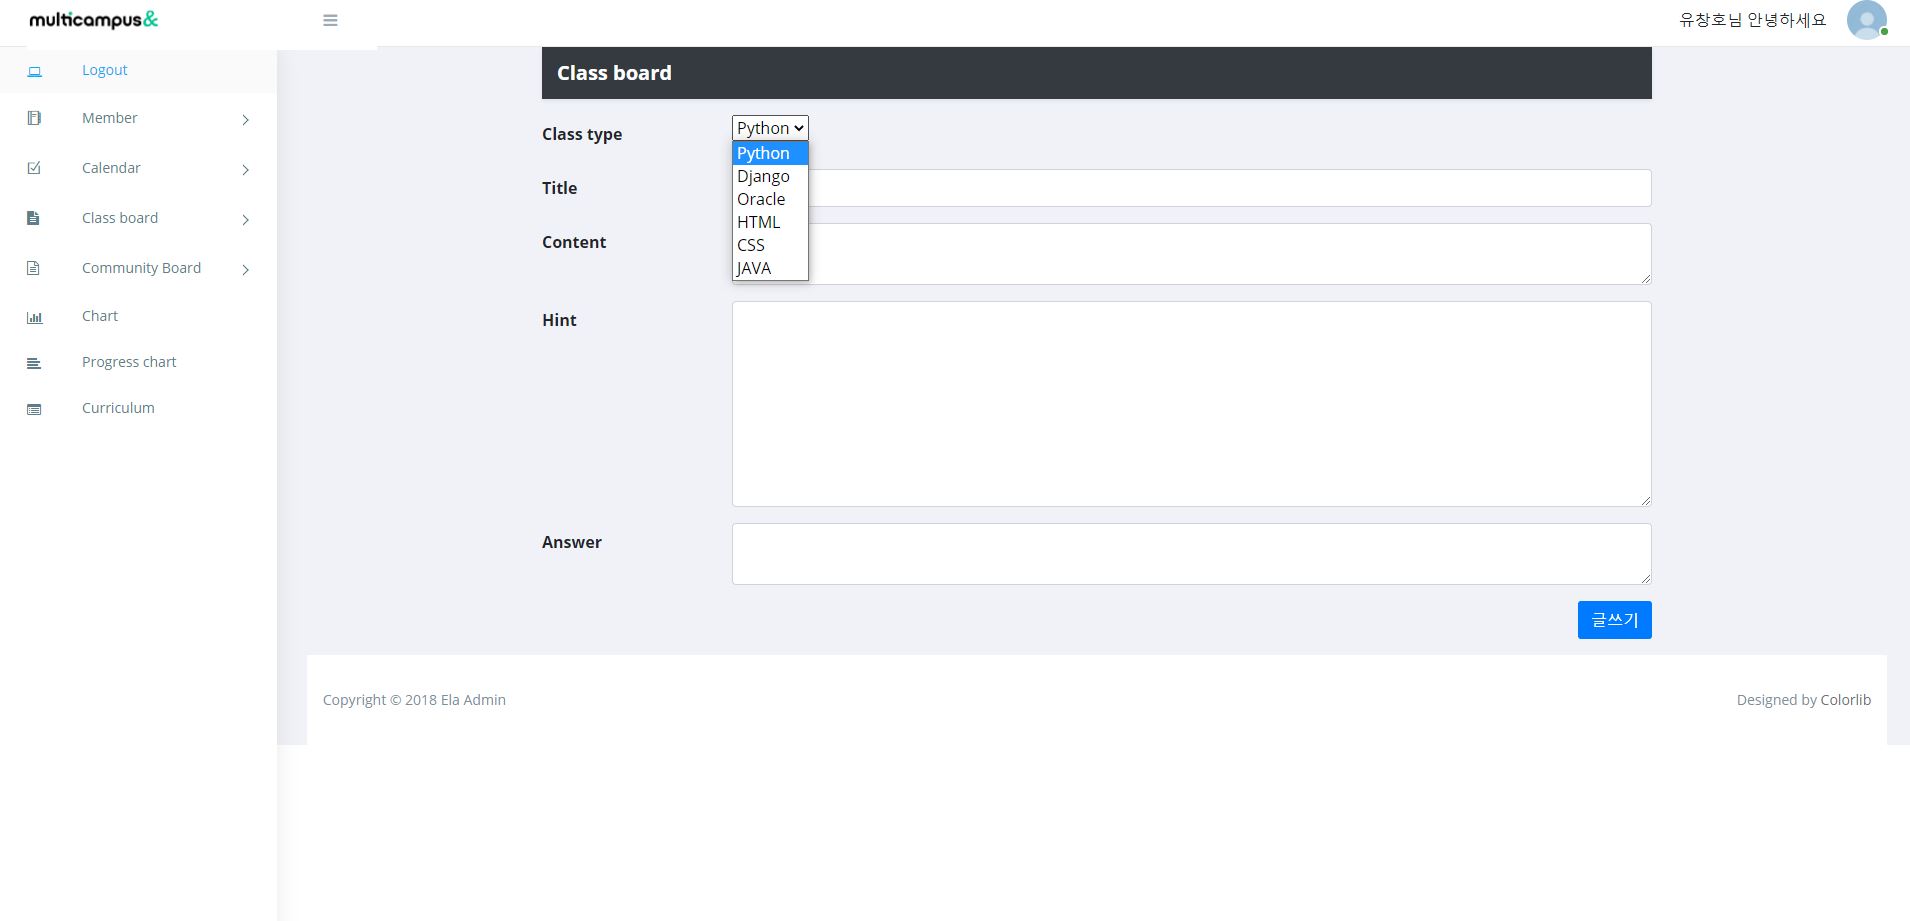 multicampus&
유창호님 안녕하세요
Logout
Member
Calendar
Class board
Community Board
Chart
Progress chart
Curriculum
Class board
Class type
Python
Python
Django
Oracle
HTML
CSS
JAVA
Title
Content
Hint
Answer
글쓰기
Copyright © 2018 Ela Admin
Designed by Colorlib